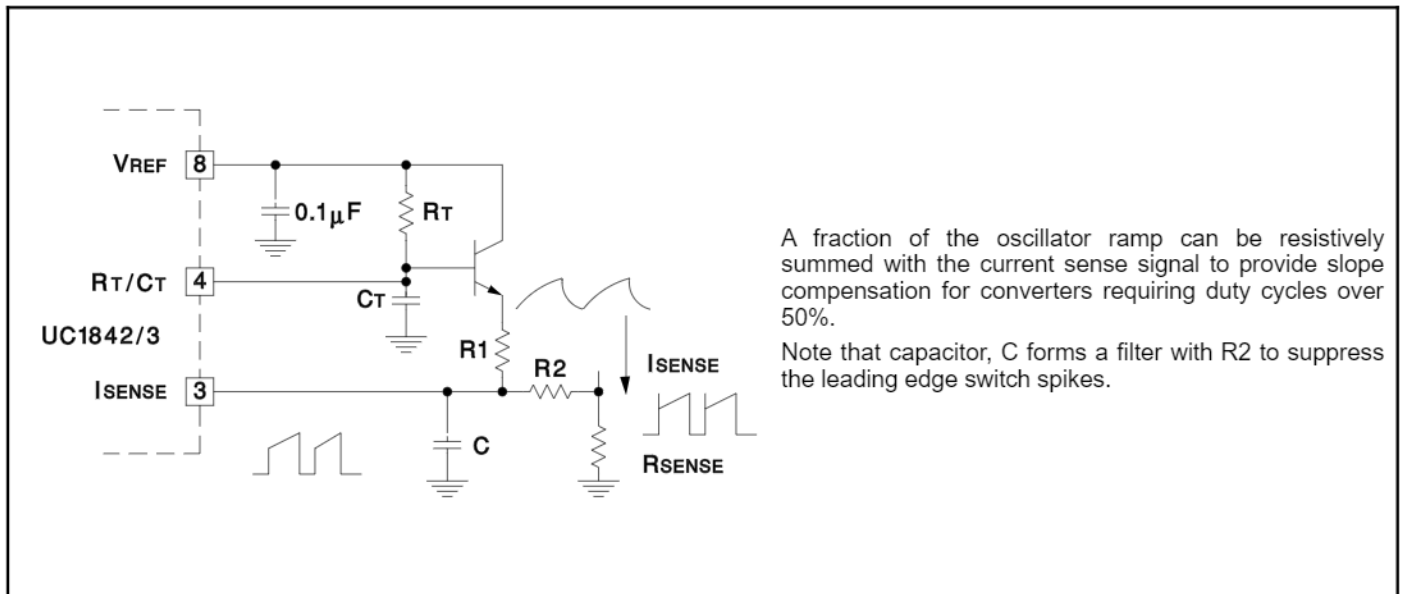 VREF 8
0.1µF
RT
RT/CT 4
CT
UC1842/3
R1
R2
ISENSE
ISENSE 3
C
RSENSE
A fraction of the oscillator ramp can be resistively
summed with the current sense signal to provide slope
compensation for converters requiring duty cycles over
50%.
Note that capacitor, C forms a filter with R2 to suppress
the leading edge switch spikes.